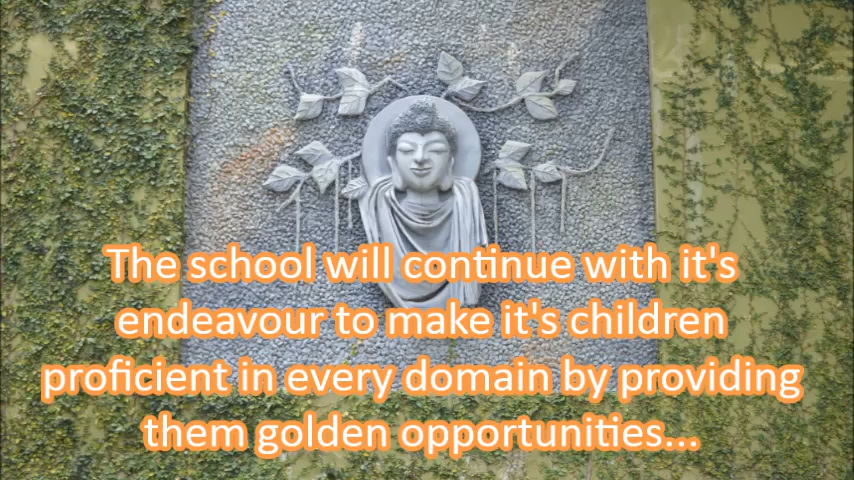 The school will continue with it's
endeavour to make it's children
proficient in every domain by providing
them golden opportunities...